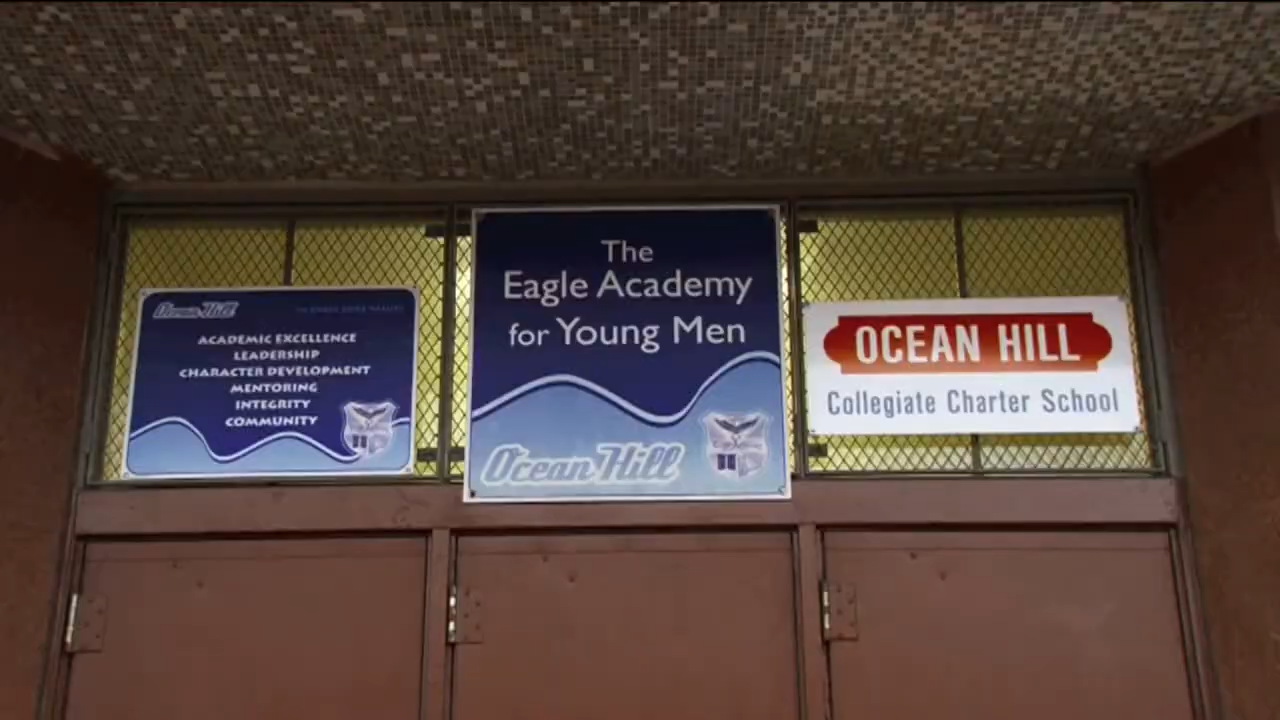 Ocean Hill
ACADEMIC EXCELLENCE
LEADERSHIP
CHARACTER DEVELOPMENT
MENTORING
INTEGRITY
COMMUNITY
The
Eagle Academy
for Young Men
Ocean Hill
OCEAN HILL
Collegiate Charter School